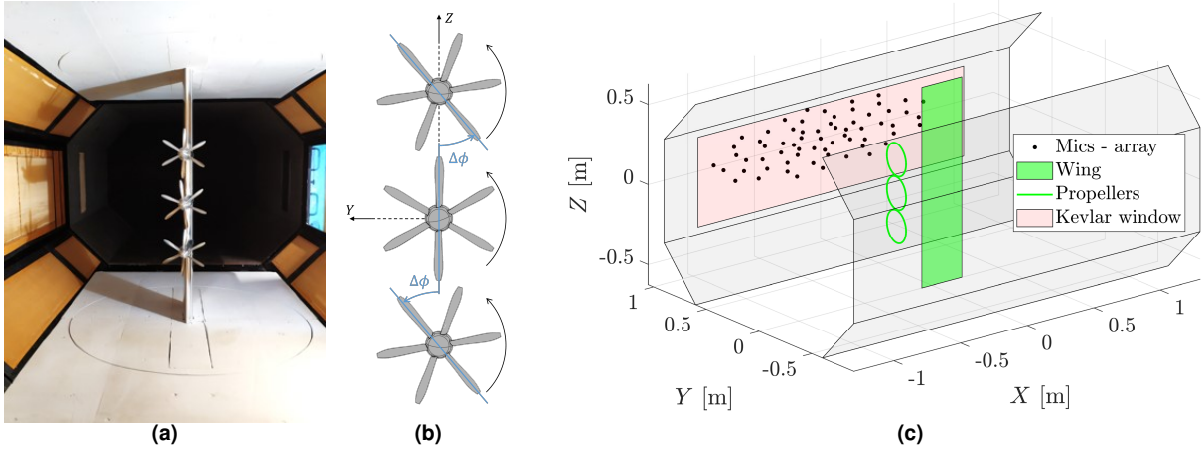 Z
Δϕ
Y
Δϕ
0.5
0
-0.5
Z [m]
1
0.5
0
-0.5
Y [m]
-1
-0.5
0
0.5
1
X [m]
Mics - array
Wing
Propellers
Kevlar window
(a)
(b)
(c)